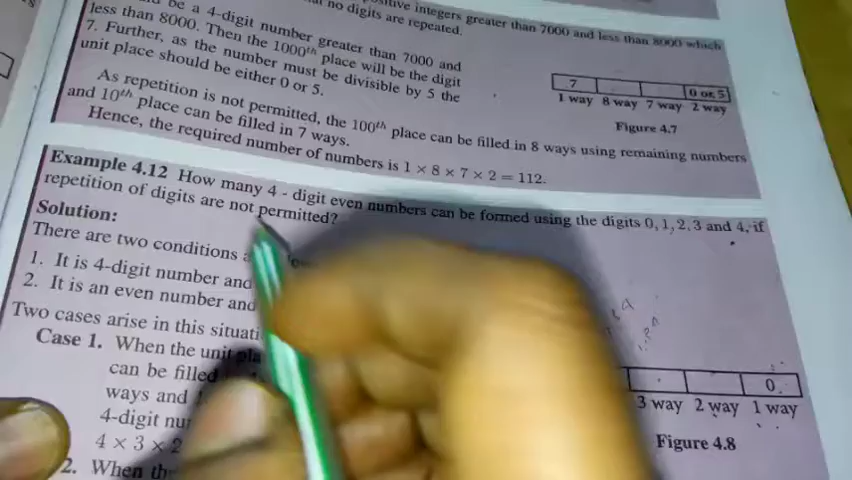 positive integers greater than 7000 and less than 8000 which
no digits are repeated.
be a 4-digit number greater than 7000 and
less than 8000. Then the 1000th place will be the digit
7. Further, as the number must be divisible by 5 the
unit place should be either 0 or 5.
7 0 or 5
1 way 8 way 7 way 2 way
Figure 4.7
As repetition is not permitted, the 100th place can be filled in 8 ways using remaining numbers
and 10th place can be filled in 7 ways.
Hence, the required number of numbers is 1 × 8 × 7 × 2 = 112.
Example 4.12 How many 4 - digit even numbers can be formed using the digits 0, 1, 2, 3 and 4, if
repetition of digits are not permitted?
Solution:
There are two conditions
1. It is 4-digit number and
2. It is an even number and
Two cases arise in this
Case 1. When the unit
can be filled
ways and
4-digit
4 × 3 × 2
2. When
0
3 way 2 way 1 way
Figure 4.8